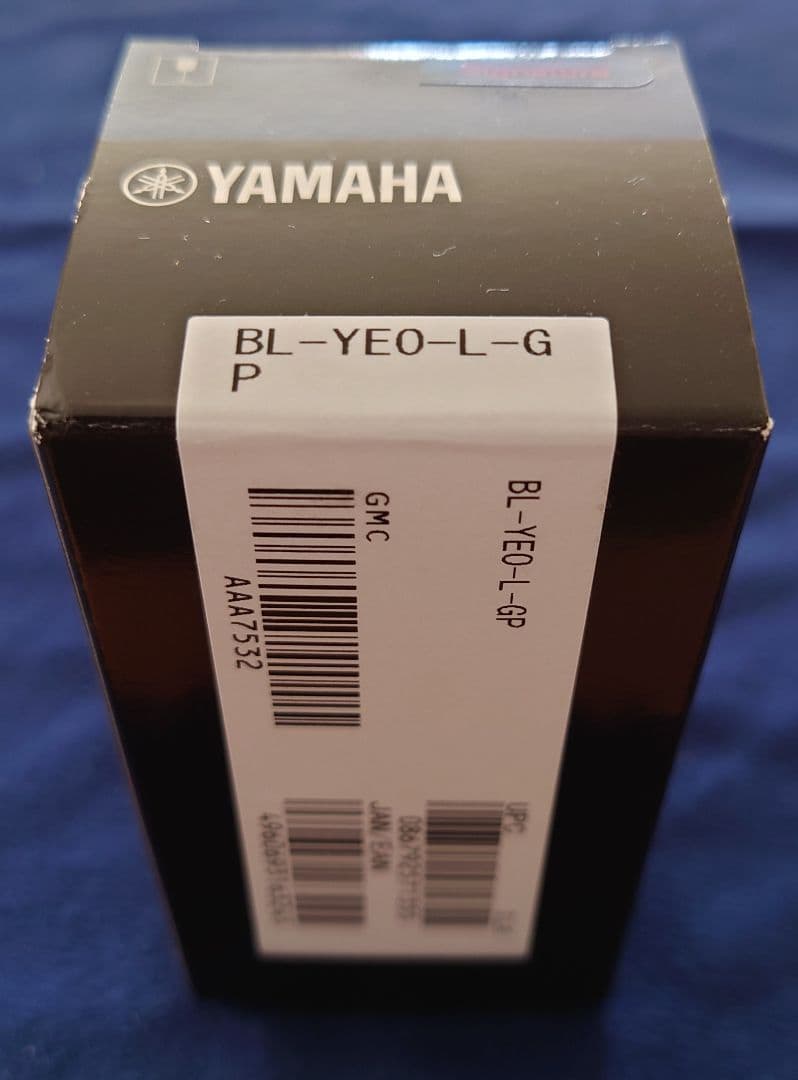 YAMAHA
BL-YEO-L-G
P
BL-YEO-L-GP
GMC
AAA7532
UPC
JAN/EAN